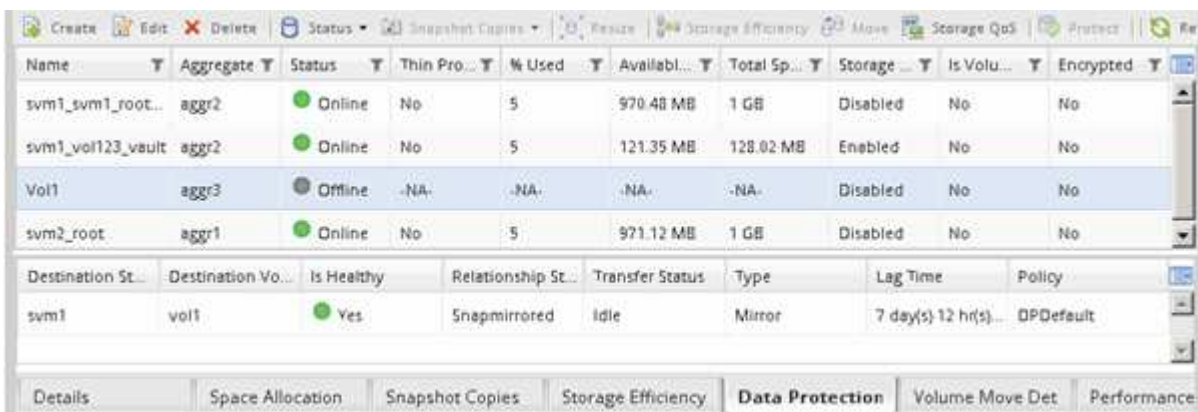 Create Edit Delete Status Snapshot Copies Resize Storage Efficiency Move Storage QoS Protect Re
Name Aggregate Status Thin Pro... % Used Availabl... Total Sp... Storage ... Is Volu... Encrypted
svm1_svm1_root... aggr2 Online No 5 970.48 MB 1 GB Disabled No No
svm1_vol123_vault aggr2 Online No 5 121.35 MB 128.02 MB Enabled No No
Vol1 aggr3 Offline -NA- -NA- -NA- -NA- Disabled No No
svm2_root aggr1 Online No 5 971.12 MB 1 GB Disabled No No
Destination St... Destination Vo... Is Healthy Relationship St... Transfer Status Type Lag Time Policy
svm1 vol1 Yes Snapmirrored Idle Mirror 7 day(s) 12 hr(s)... DPDefault
Details Space Allocation Snapshot Copies Storage Efficiency Data Protection Volume Move Det Performance